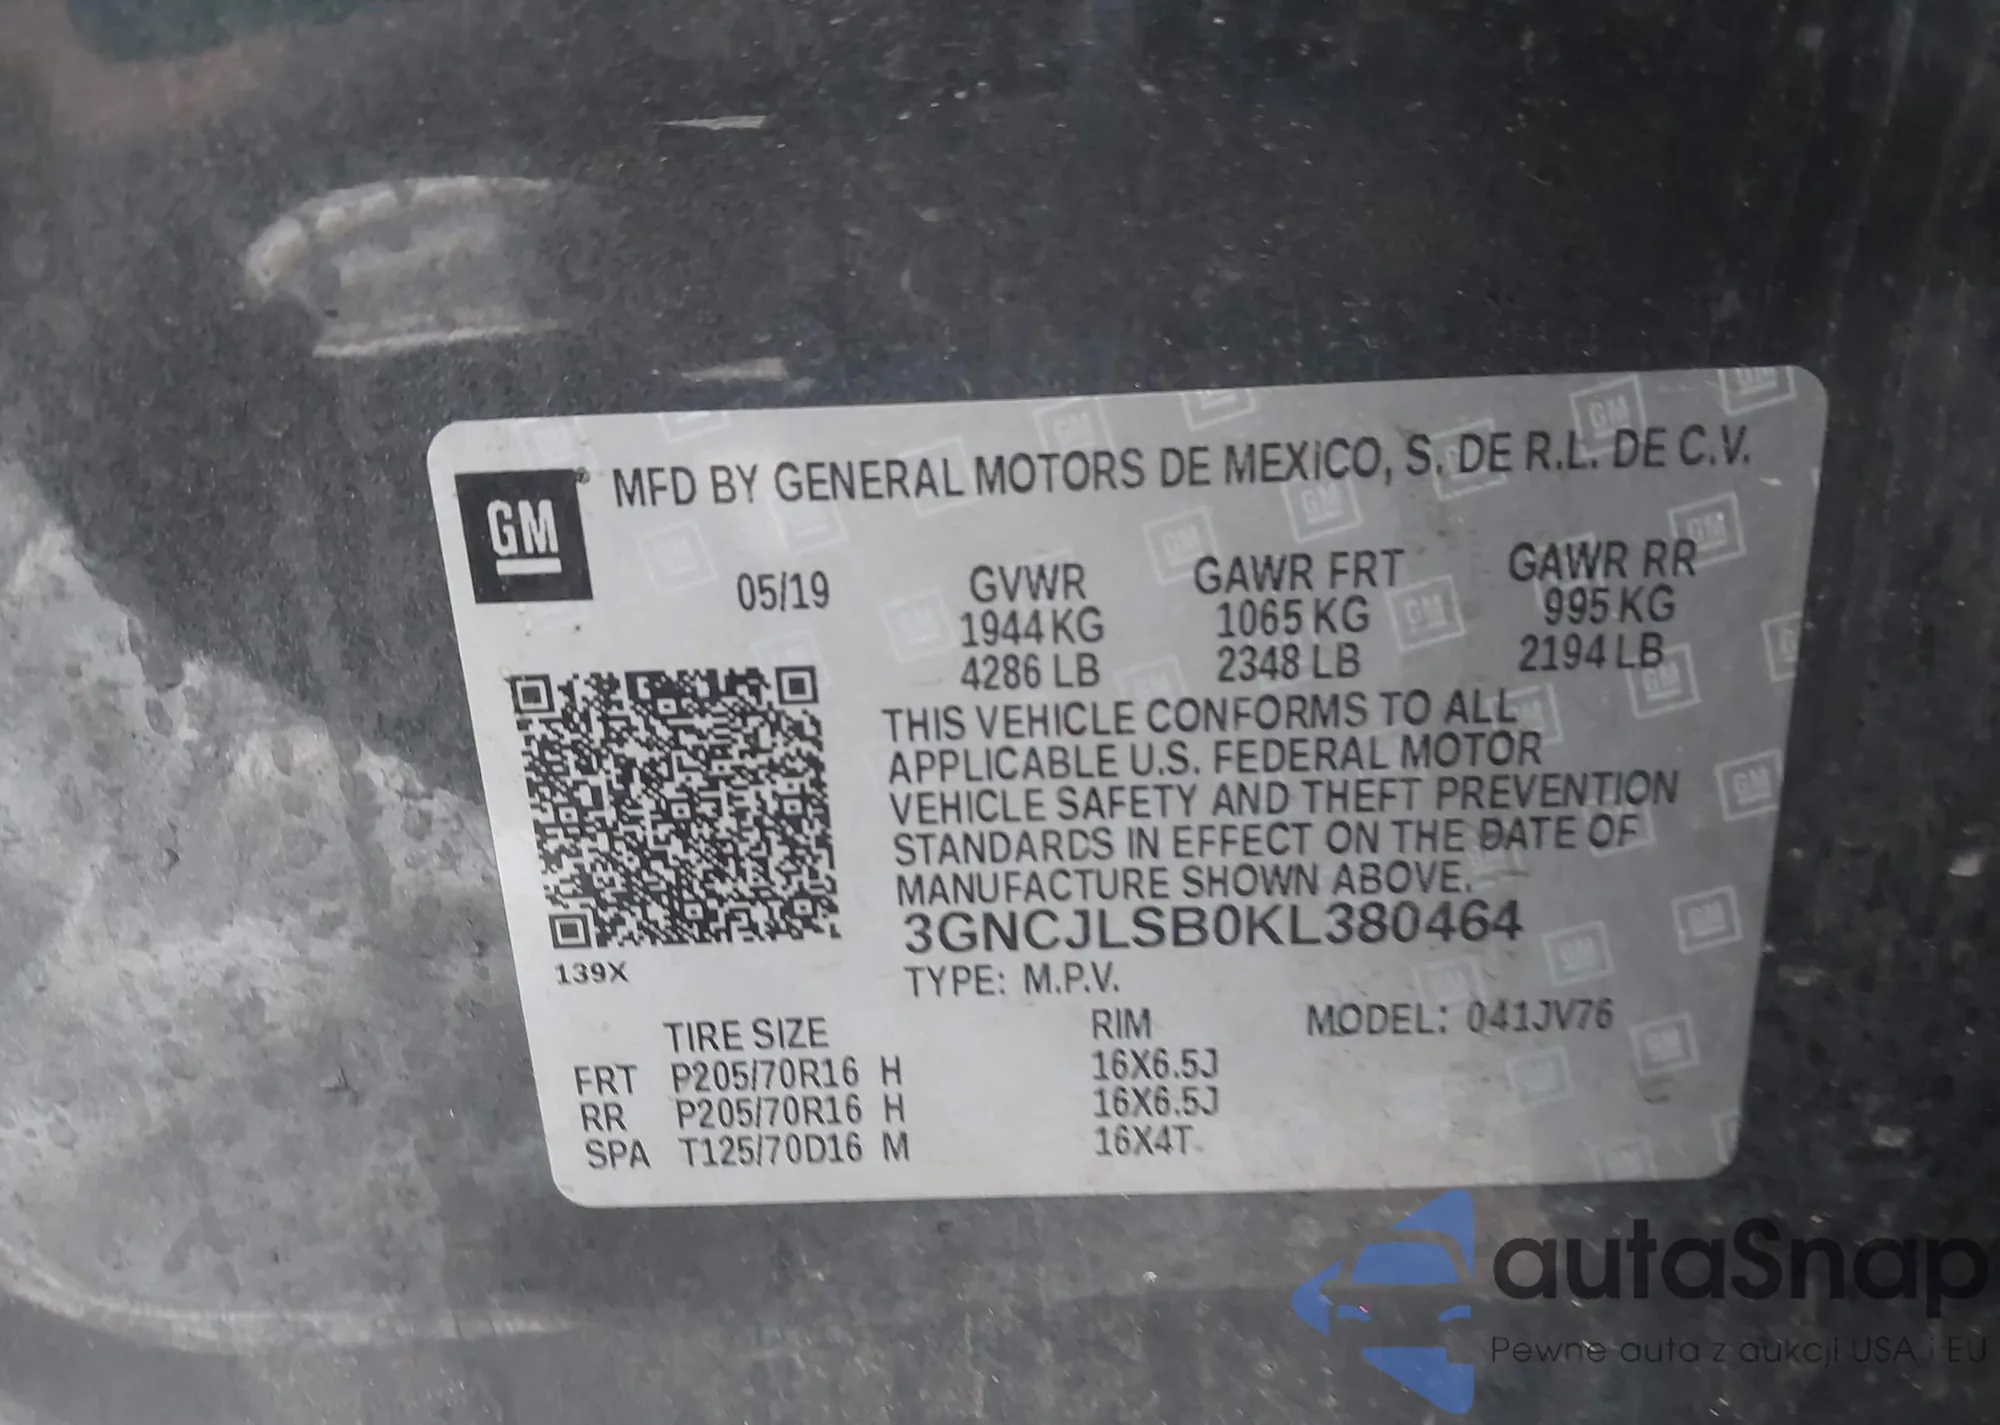 GM
® MFD BY GENERAL MOTORS DE MEXICO, S. DE R.L. DE C.V.
05/19 GVWR GAWR FRT GAWR RR
1944 KG 1065 KG 995 KG
4286 LB 2348 LB 2194 LB
THIS VEHICLE CONFORMS TO ALL
APPLICABLE U.S. FEDERAL MOTOR
VEHICLE SAFETY AND THEFT PREVENTION
STANDARDS IN EFFECT ON THE DATE OF
MANUFACTURE SHOWN ABOVE.
3GNCJLSB0KL380464
139X
TYPE: M.P.V.
TIRE SIZE RIM MODEL: 041JV76
FRT P205/70R16 H 16X6.5J
RR P205/70R16 H 16X6.5J
SPA T125/70D16 M 16X4T
autaSnap
Pewne auta z aukcji USA i EU